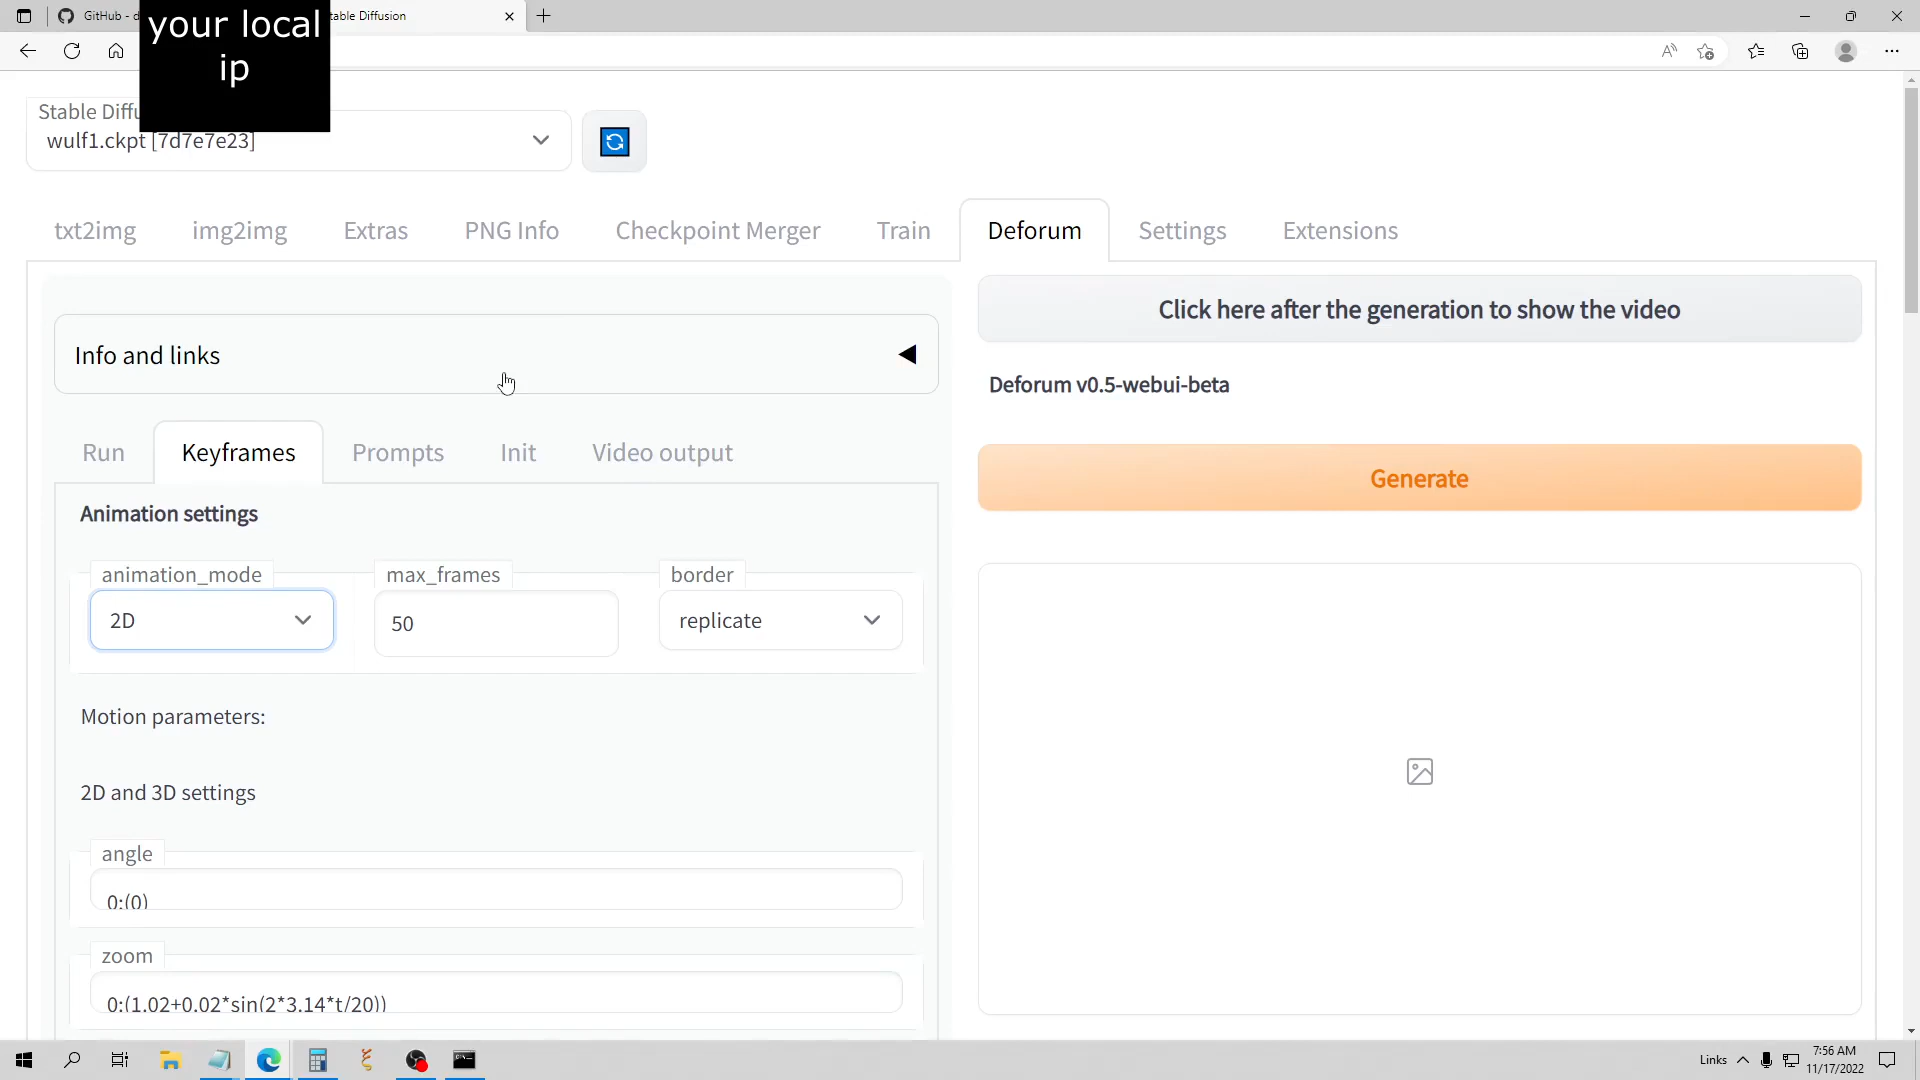 GitHub - d
table Diffusion
your local
ip
Stable Diffu
wulf1.ckpt [7d7e7e23]
txt2img
img2img
Extras
PNG Info
Checkpoint Merger
Train
Deforum
Settings
Extensions
Info and links
Click here after the generation to show the video
Deforum v0.5-webui-beta
Generate
Run
Keyframes
Prompts
Init
Video output
Animation settings
animation_mode
max_frames
border
2D
50
replicate
Motion parameters:
2D and 3D settings
angle
0:(0)
zoom
0:(1.02+0.02*sin(2*3.14*t/20))
Links
7:56 AM
11/17/2022